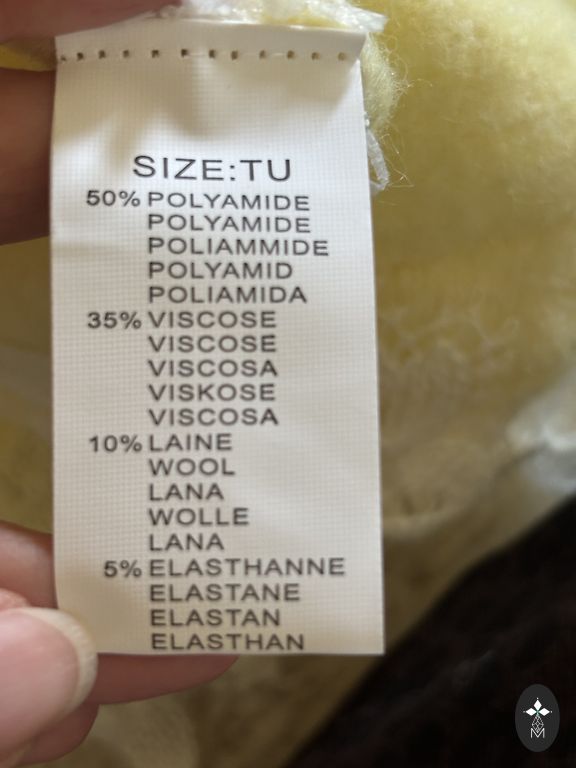 SIZE:TU
50% POLYAMIDE
POLYAMIDE
POLIAMMIDE
POLYAMID
POLIAMIDA
35% VISCOSE
VISCOSE
VISCOSA
VISKOSE
VISCOSA
10% LAINE
WOOL
LANA
WOLLE
LANA
5% ELASTHANNE
ELASTANE
ELASTAN
ELASTHAN
M